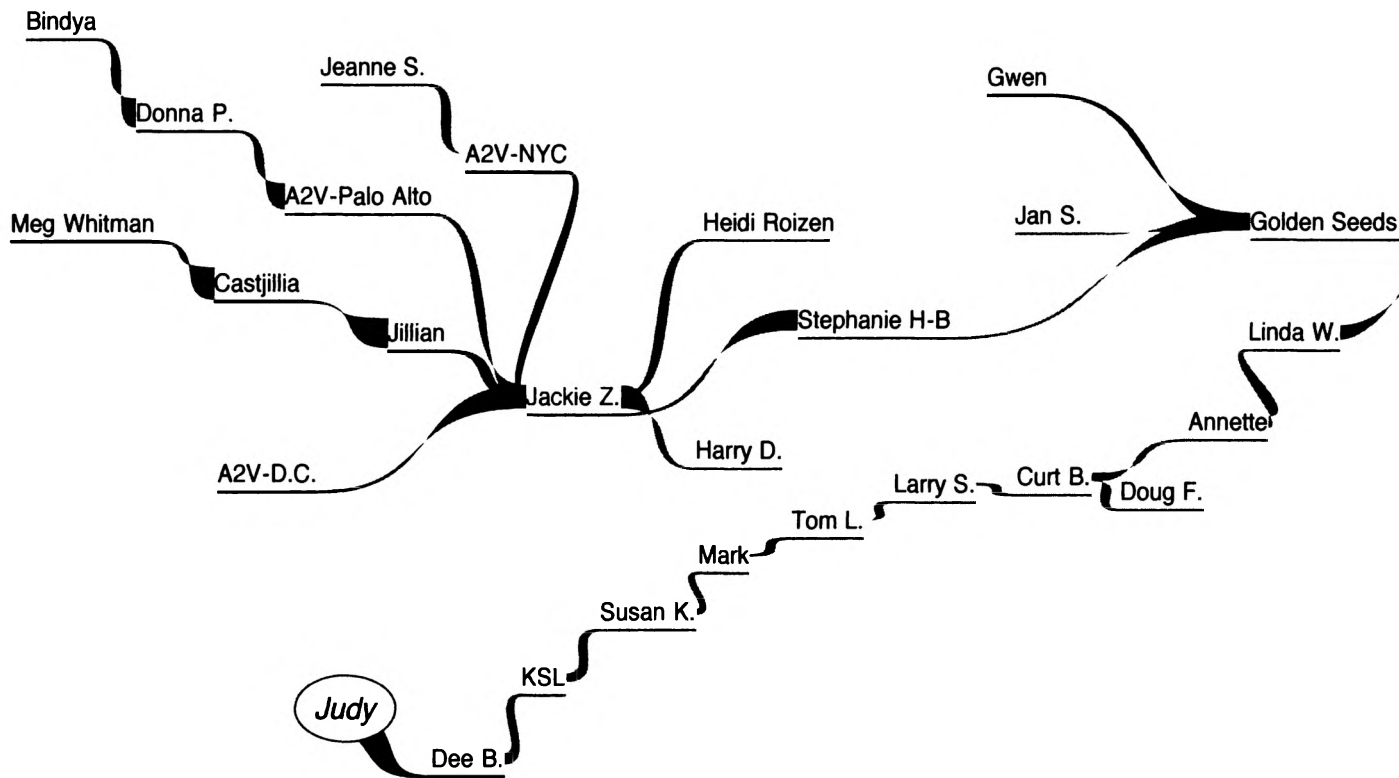 Bindya
Jeanne S.
Gwen
Donna P.
A2V-NYC
A2V-Palo Alto
Meg Whitman
Heidi Roizen
Jan S.
Golden Seeds
Castjillia
Stephanie H-B
Jillian
Linda W.
Jackie Z.
Annette
Harry D.
A2V-D.C.
Larry S.
Curt B.
Doug F.
Tom L.
Mark
Susan K.
KSL
Judy
Dee B.